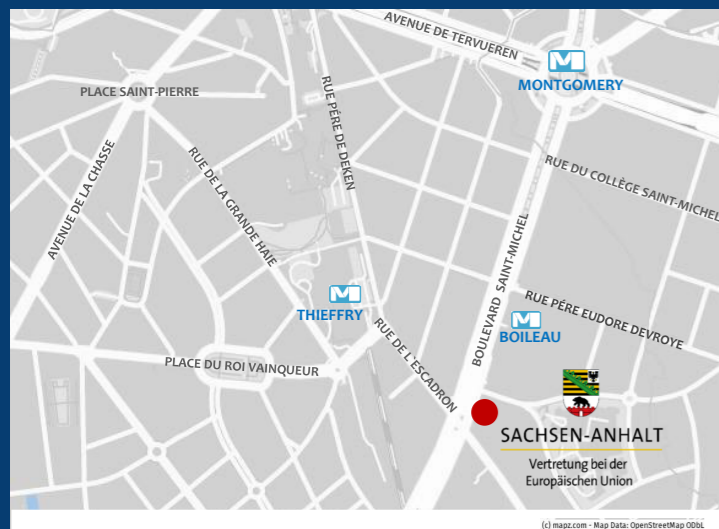 AVENUE DE TERVUEREN
MONTGOMERY
PLACE SAINT-PIERRE
RUE PÉRE DE DEKEN
RUE DU COLLÈGE SAINT-MICHEL
AVENUE DE LA CHASSE
RUE DE LA GRANDE HAIE
BOULEVARD SAINT-MICHEL
THIEFFRY
RUE PÉRE EUDORE DEVROYE
BOILEAU
RUE DE L'ESCADRON
PLACE DU ROI VAINQUEUR
SACHSEN-ANHALT
Vertretung bei der
Europäischen Union
(c) mapz.com - Map Data: OpenStreetMap ODbL